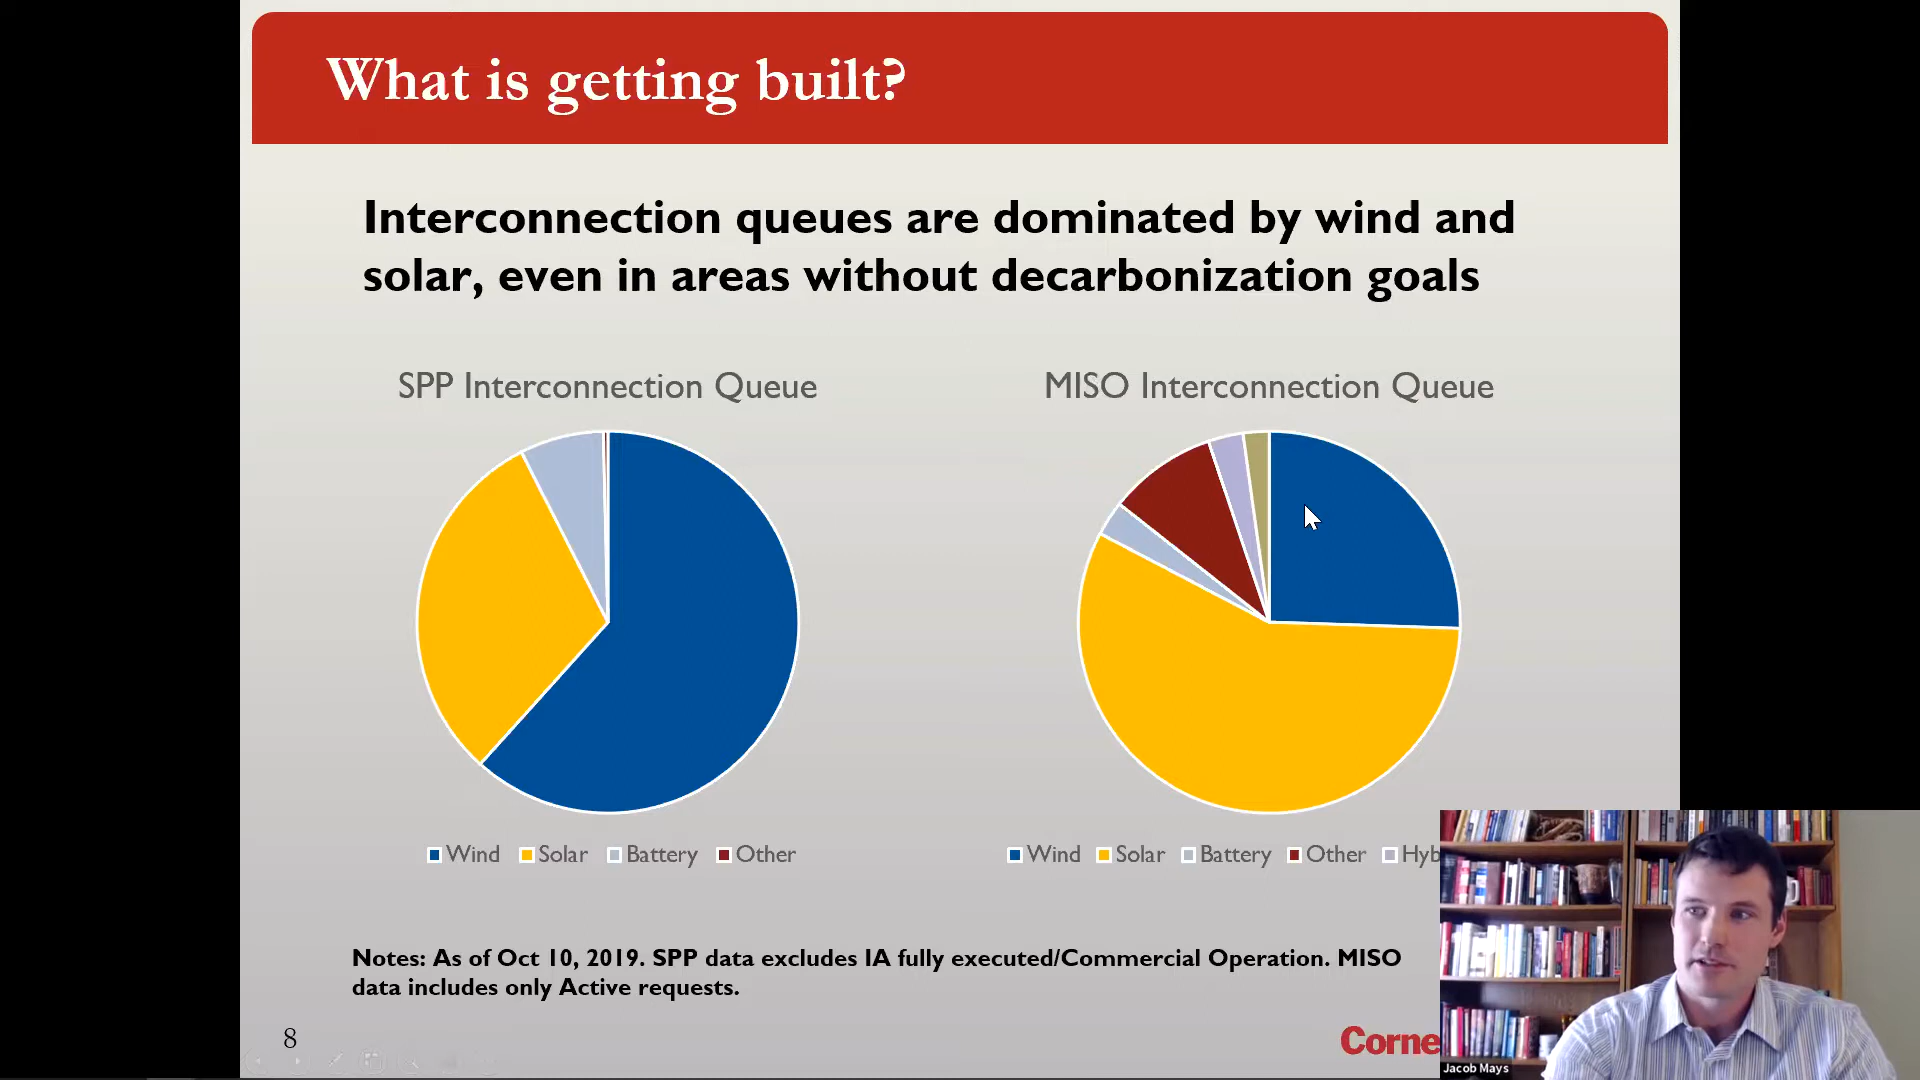 What is getting built?
Interconnection queues are dominated by wind and
solar, even in areas without decarbonization goals
SPP Interconnection Queue
MISO Interconnection Queue
Wind Solar Battery Other
Wind Solar Battery Other Hyb
Notes: As of Oct 10, 2019. SPP data excludes IA fully executed/Commercial Operation. MISO
data includes only Active requests.
8
Corne
Jacob Mays